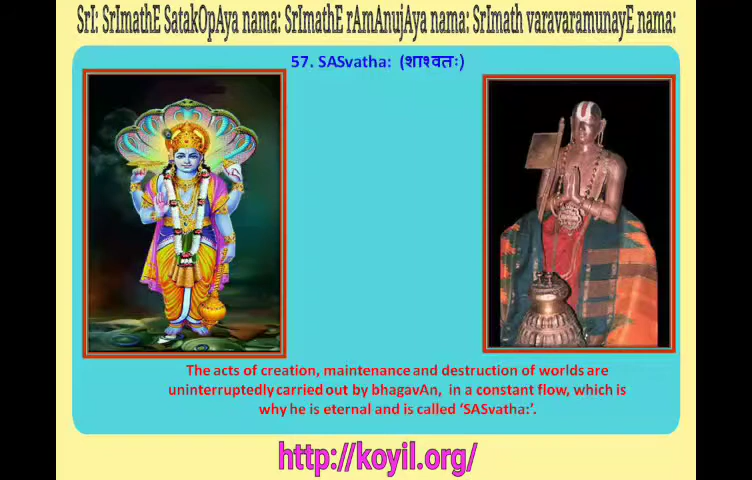 SrI: SrImathE SatakOpAya nama: SrImathE rAmAnujAya nama: SrImath varavaramunayE nama:
57. SASvatha: (शाश्वतः)
The acts of creation, maintenance and destruction of worlds are
uninterruptedly carried out by bhagavAn, in a constant flow, which is
why he is eternal and is called ‘SASvatha:’.
http://koyil.org/